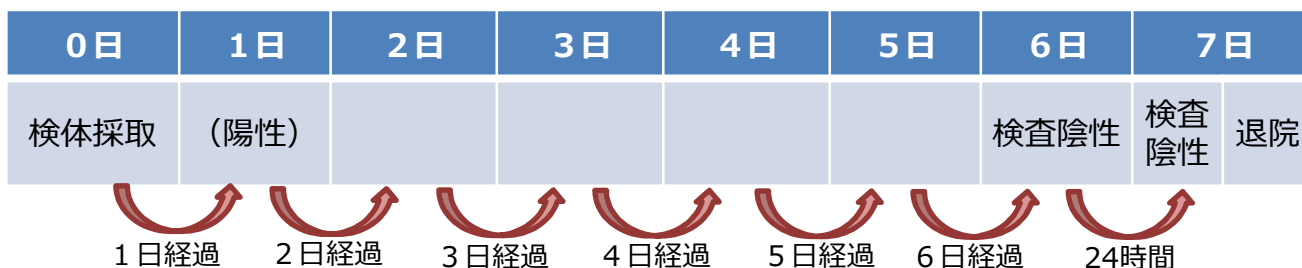 0日 1日 2日 3日 4日 5日 6日 7日
検体採取 （陽性） 検査陰性 検査 退院
陰性
1日経過 2日経過 3日経過 4日経過 5日経過 6日経過 24時間